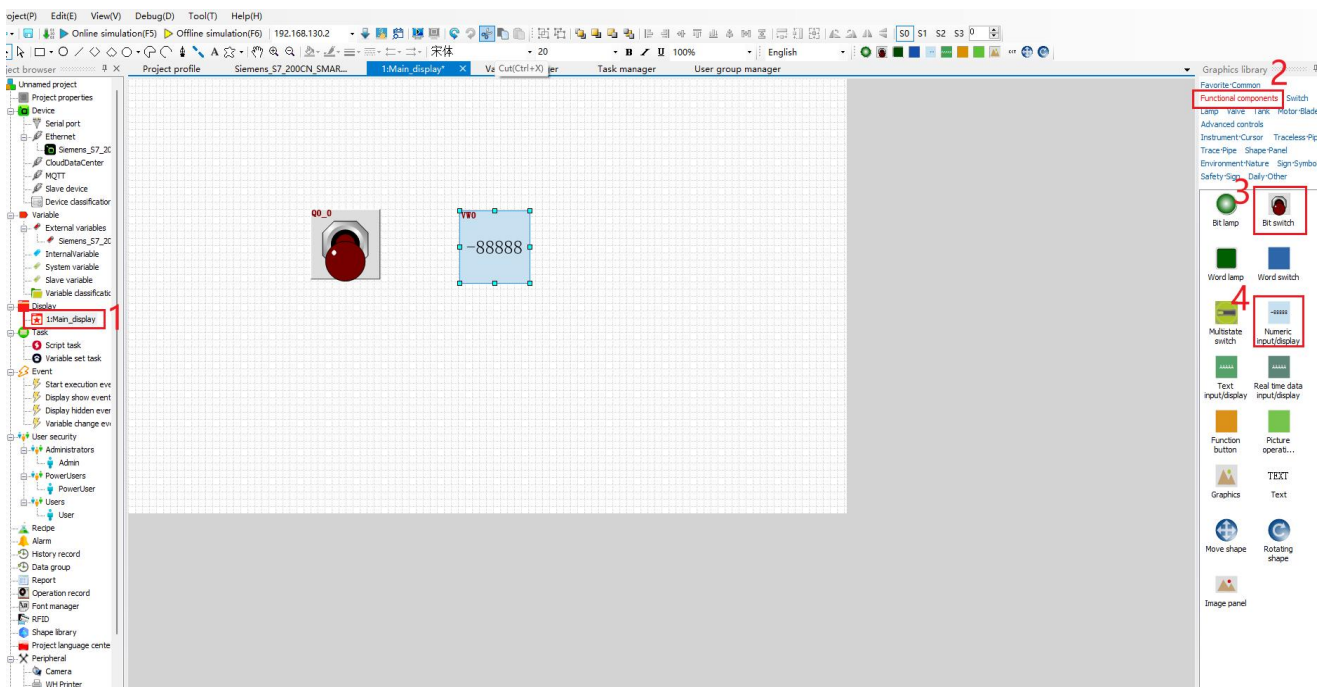 oject(P) Edit(E) View(V) Debug(D) Tool(T) Help(H)
Online simulation(F5) Offline simulation(F6) 192.168.130.2 S0 S1 S2 S3 0
A 宋体 20 B I U 100% English
ject browser Project profile Siemens_S7_200CN_SMAR... 1:Main_display* Va Cut(Ctrl+X) er Task manager User group manager Graphics library
Unnamed project
Project properties
Device
Serial port
Ethernet
Siemens_S7_20
CloudDataCenter
MQTT
Slave device
Device classification
Variable
External variables
Siemens_S7_20
InternalVariable
System variable
Slave variable
Variable classificatic
Display
1:Main_display
1
Task
Script task
Variable set task
Event
Start execution eve
Display show event
Display hidden ever
Variable change eve
User security
Administrators
Admin
PowerUsers
PowerUser
Users
User
Recipe
Alarm
History record
Data group
Report
Operation record
Font manager
RFID
Shape library
Project language cente
Peripheral
Camera
WH Printer
Q0_0
VW0
-88888
2
Favorite·Common
Functional components Switch
Lamp Valve Tank Motor·Blade
Advanced controls
Instrument·Cursor Traceless·Pip
Trace·Pipe Shape·Panel
Environment·Nature Sign·Symbo
Safety·Sign Daily·Other
3
Bit lamp Bit switch
Word lamp Word switch
4
Multistate switch
Numeric input/display
Text input/display
Real time data input/display
Function button
Picture operati...
Graphics
TEXT
Text
Move shape
Rotating shape
Image panel